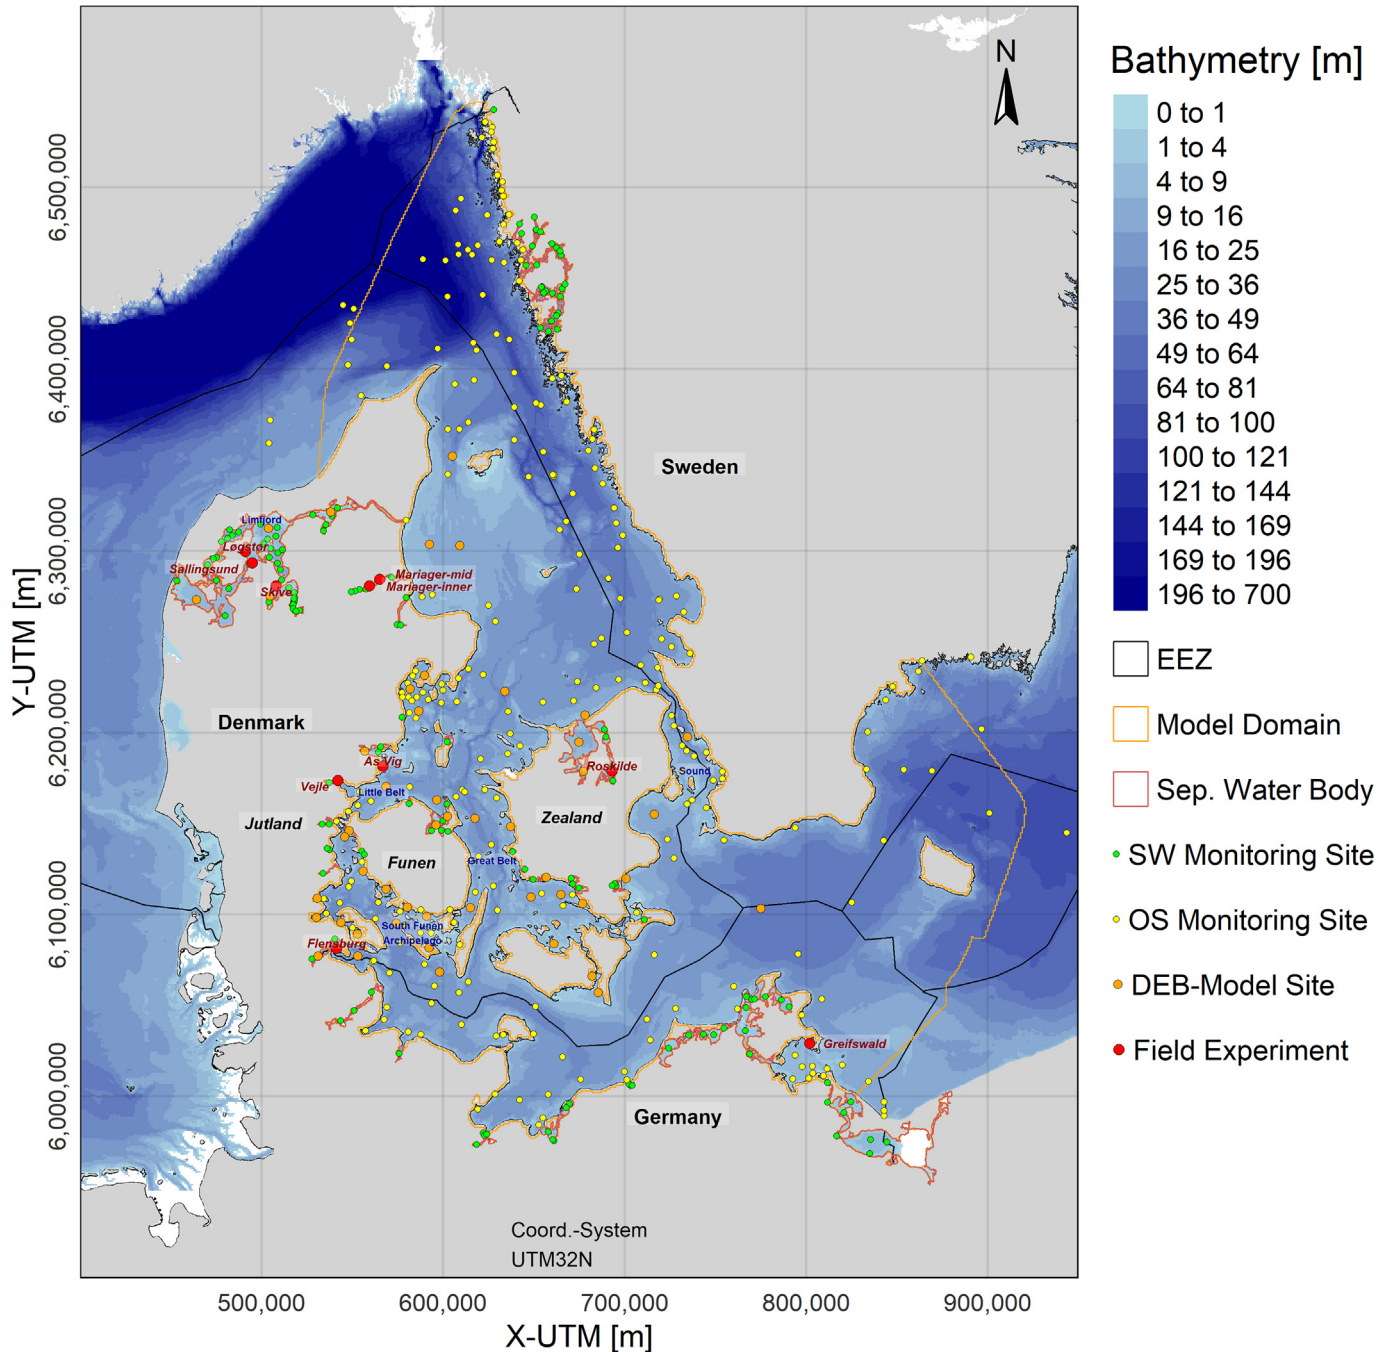 N
Bathymetry [m]
0 to 1
1 to 4
4 to 9
9 to 16
16 to 25
25 to 36
36 to 49
49 to 64
64 to 81
81 to 100
100 to 121
121 to 144
144 to 169
169 to 196
196 to 700
EEZ
Model Domain
Sep. Water Body
SW Monitoring Site
OS Monitoring Site
DEB-Model Site
Field Experiment
Y-UTM [m]
6,500,000
6,400,000
6,300,000
6,200,000
6,100,000
6,000,000
Sweden
Limfjord
Løgstør
Sallingsund
Skive
Mariager-mid
Mariager-inner
Denmark
As Vig
Roskilde
Sound
Vejle
Little Belt
Jutland
Zealand
Funen
Great Belt
South Funen
Archipelago
Flensburg
Greifswald
Germany
Coord.-System
UTM32N
500,000
600,000
700,000
800,000
900,000
X-UTM [m]